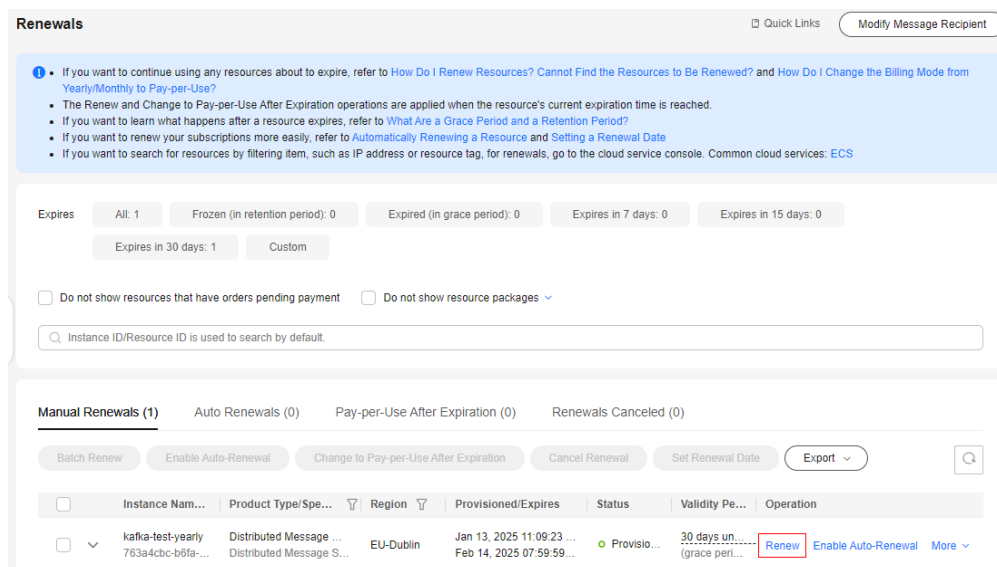 Renewals
Quick Links
Modify Message Recipient
If you want to continue using any resources about to expire, refer to How Do I Renew Resources? Cannot Find the Resources to Be Renewed? and How Do I Change the Billing Mode from
Yearly/Monthly to Pay-per-Use?
The Renew and Change to Pay-per-Use After Expiration operations are applied when the resource's current expiration time is reached.
If you want to learn what happens after a resource expires, refer to What Are a Grace Period and a Retention Period?
If you want to renew your subscriptions more easily, refer to Automatically Renewing a Resource and Setting a Renewal Date
If you want to search for resources by filtering item, such as IP address or resource tag, for renewals, go to the cloud service console. Common cloud services: ECS
Expires All: 1 Frozen (in retention period): 0 Expired (in grace period): 0 Expires in 7 days: 0 Expires in 15 days: 0
Expires in 30 days: 1 Custom
Do not show resources that have orders pending payment Do not show resource packages
Instance ID/Resource ID is used to search by default.
Manual Renewals (1) Auto Renewals (0) Pay-per-Use After Expiration (0) Renewals Canceled (0)
Batch Renew Enable Auto-Renewal Change to Pay-per-Use After Expiration Cancel Renewal Set Renewal Date Export
Instance Nam... Product Type/Spe... Region Provisioned/Expires Status Validity Pe... Operation
kafka-test-yearly Distributed Message ... EU-Dublin Jan 13, 2025 11:09:23 ... Provisio... 30 days un... Renew Enable Auto-Renewal More
763a4cbc-b6fa-... Distributed Message S... Feb 14, 2025 07:59:59... (grace peri...